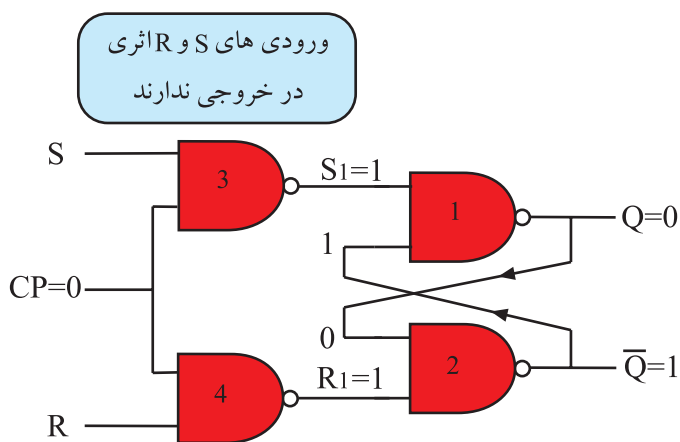 ورودی های S و R اثری
در خروجی ندارند
S
3
S1=1
1
Q=0
1
CP=0
0
R1=1
2
Q̅=1
4
R